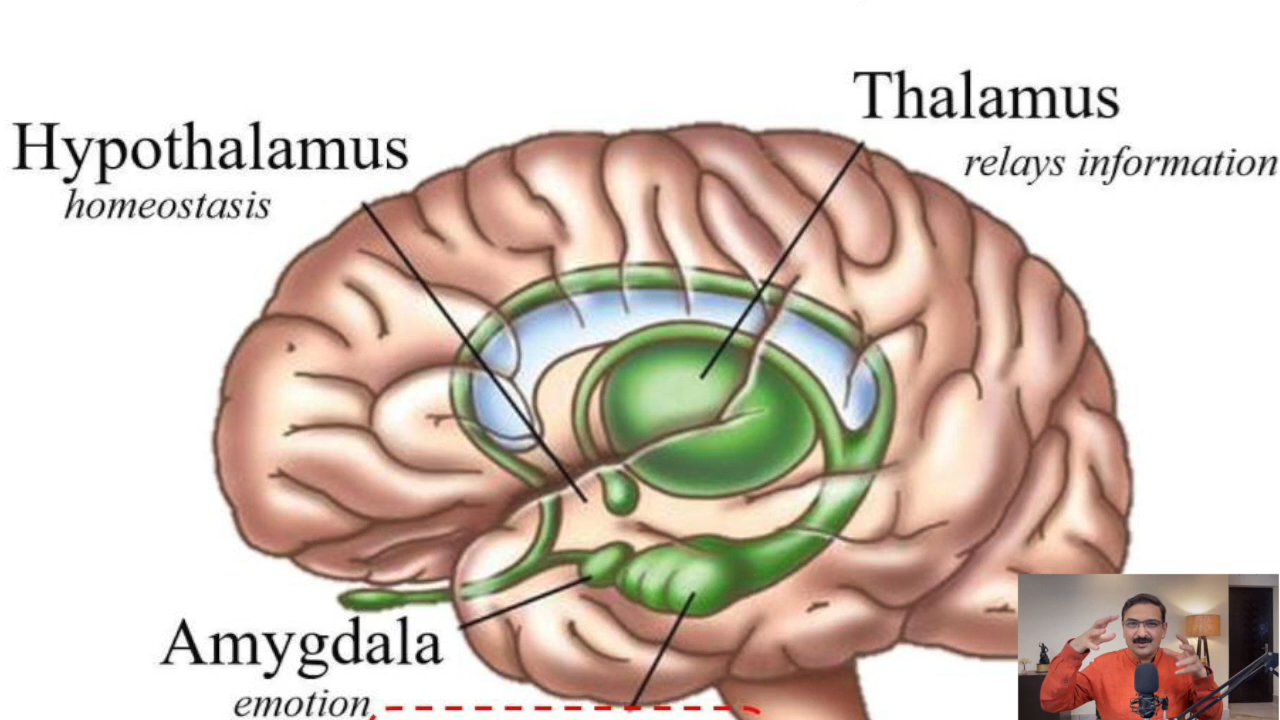 Thalamus
relays information
Hypothalamus
homeostasis
Amygdala
emotion